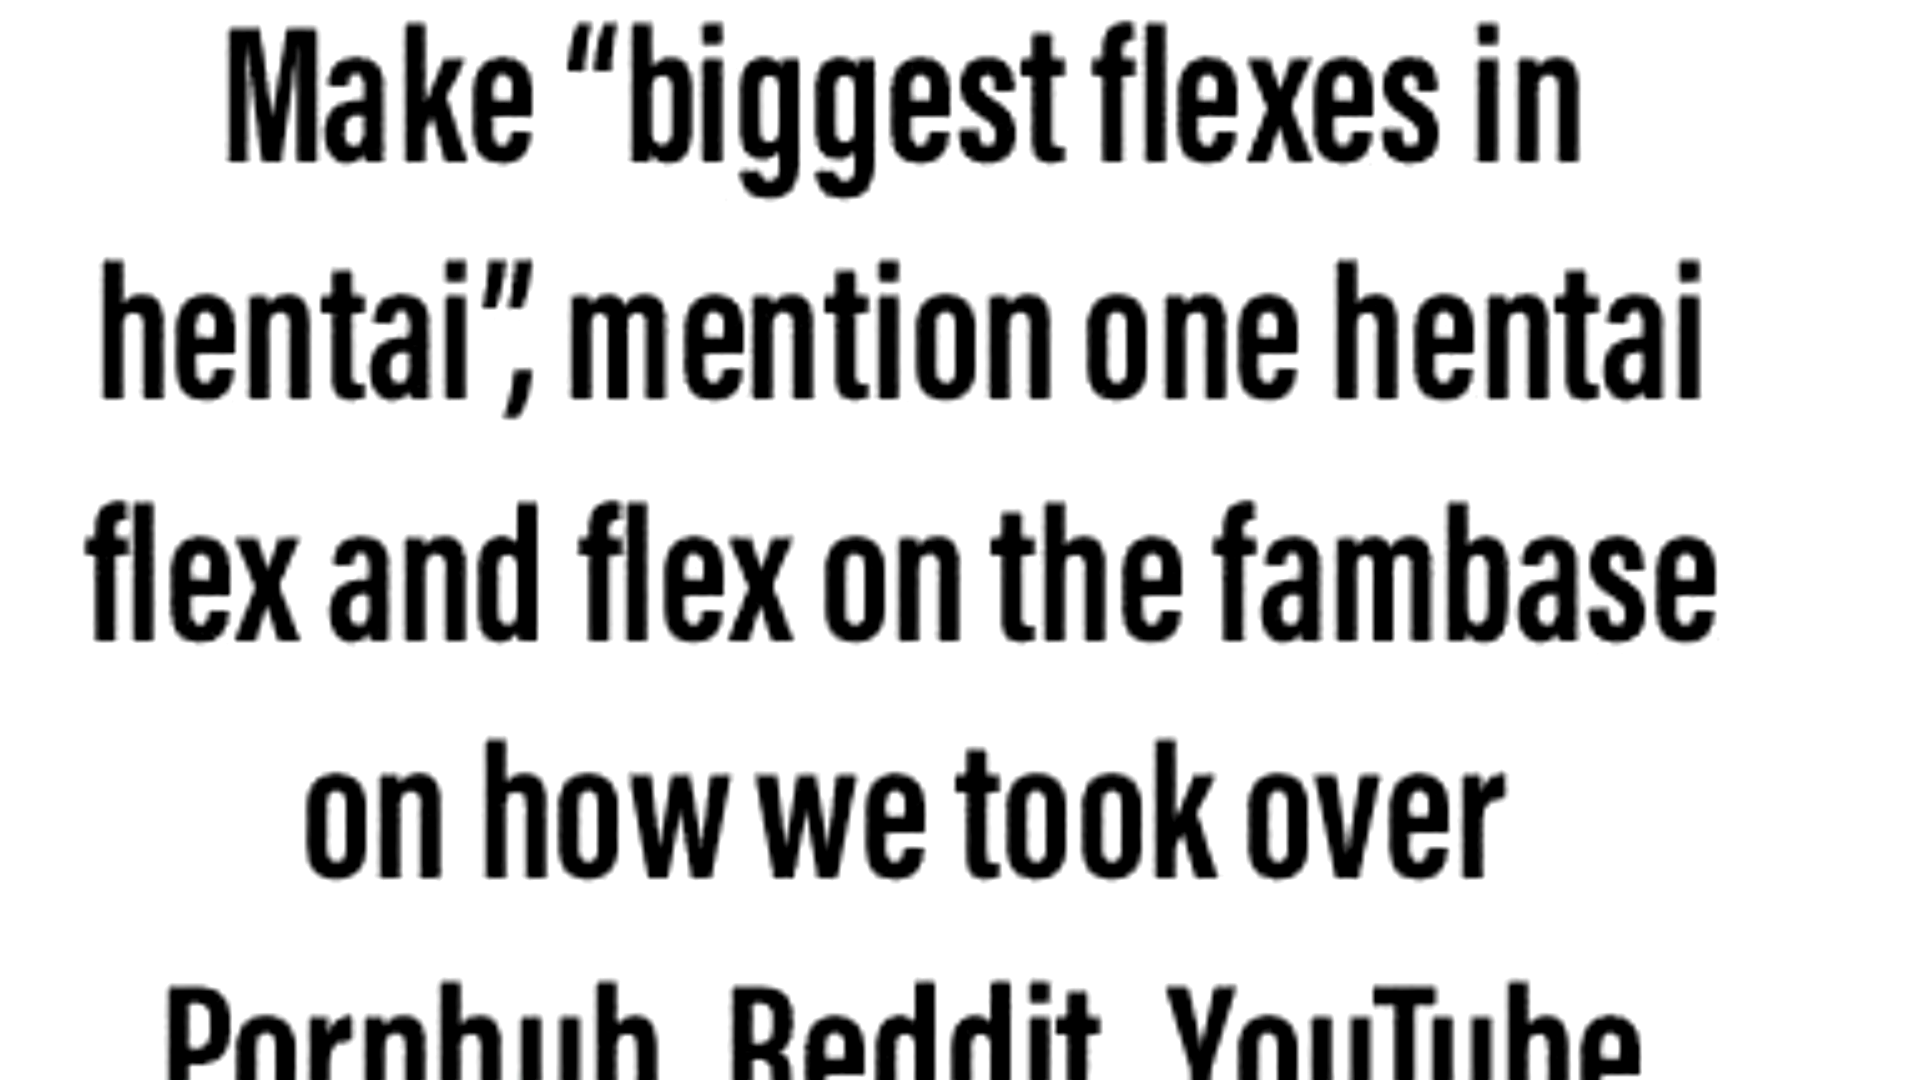 Make “biggest flexes in
hentai”, mention one hentai
flex and flex on the fambase
on how we took over
Pornhub Reddit YouTube